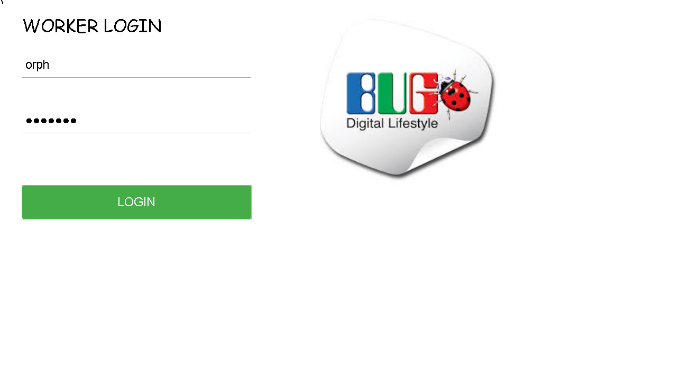 WORKER LOGIN
orph
•••••••
LOGIN
BUG
Digital Lifestyle